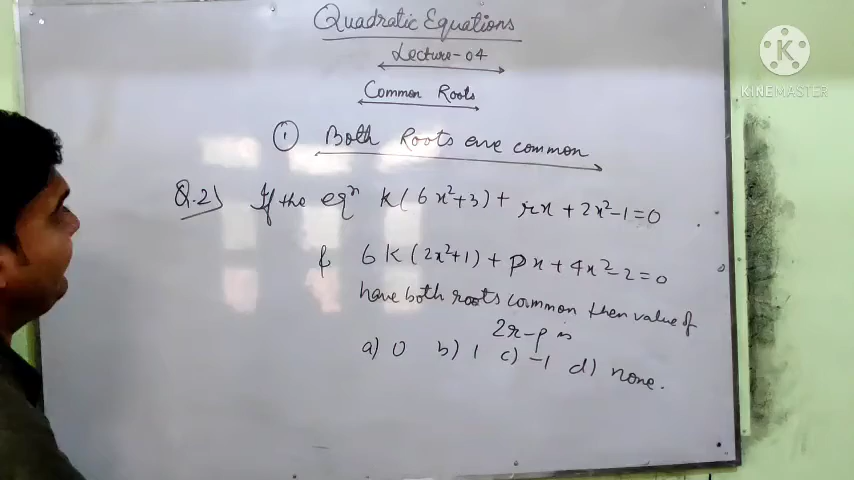 Quadratic Equations
Lecture-04
Common Roots
① Both Roots are common
Q.2) If the eqⁿ K(6x²+3) + rx + 2x²-1=0
& 6K(2x²+1) + px + 4x²-2=0
have both roots common then value of
2r-p is
a) 0 b) 1 c) -1 d) none.
K
KINEMASTER